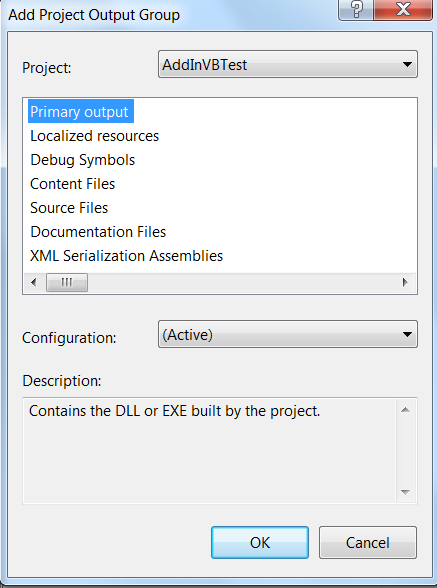 Add Project Output Group
Project: AddInVBTest
Primary output
Localized resources
Debug Symbols
Content Files
Source Files
Documentation Files
XML Serialization Assemblies
Configuration: (Active)
Description:
Contains the DLL or EXE built by the project.
OK Cancel